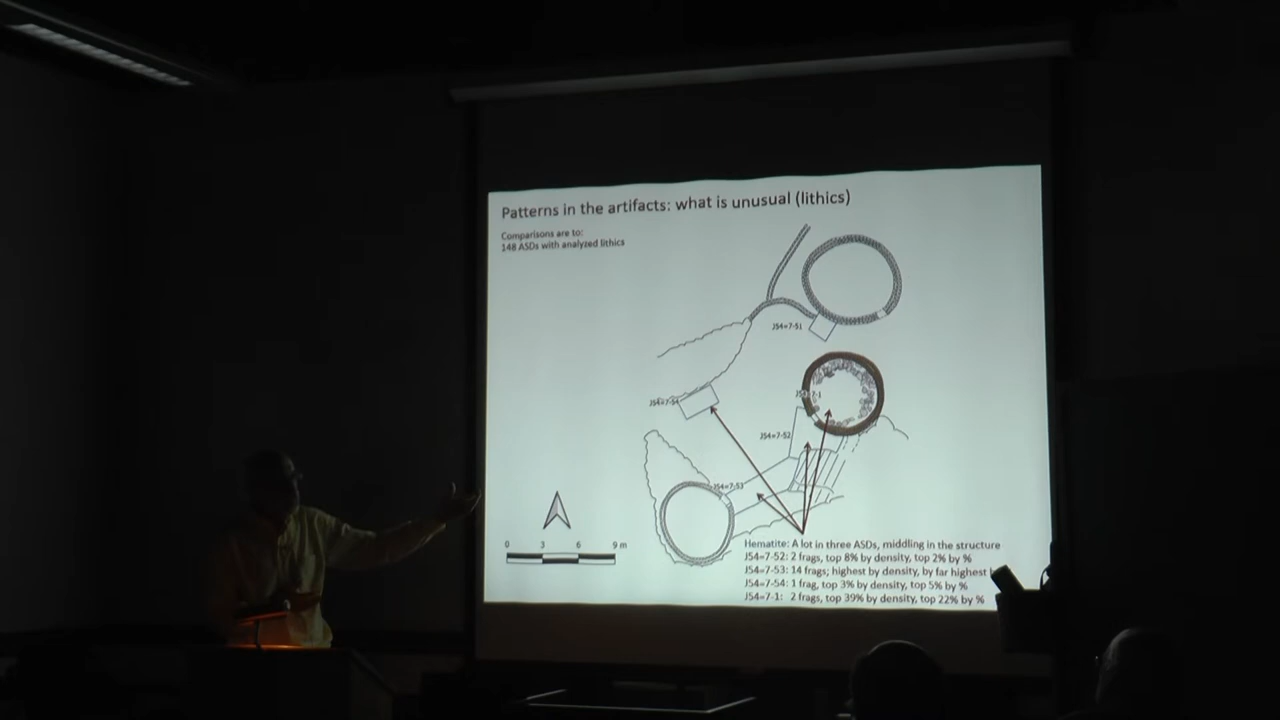 Patterns in the artifacts: what is unusual (lithics)
Comparisons are to:
148 ASDs with analyzed lithics
J54=7-51
J54=7-54
7-1
J54=7-52
J54=7-53
0 3 6 9 m
Hematite: A lot in three ASDs, middling in the structure
J54=7-52: 2 frags, top 8% by density, top 2% by %
J54=7-53: 14 frags; highest by density, by far highest
J54=7-54: 1 frag, top 3% by density, top 5% by %
J54=7-1: 2 frags, top 39% by density, top 22% by %